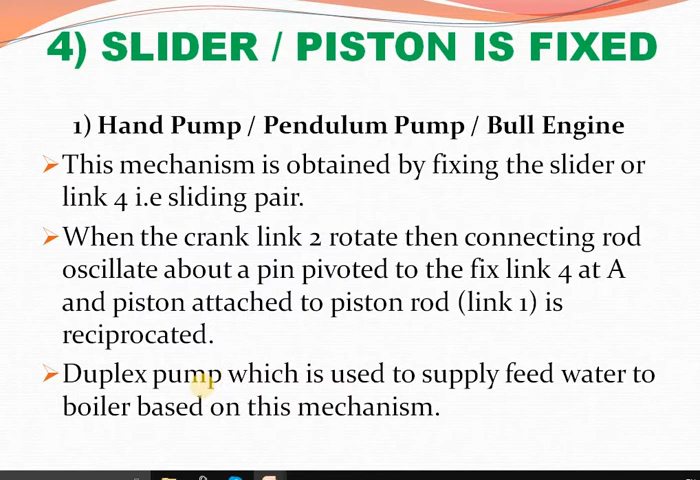 4) SLIDER / PISTON IS FIXED
1) Hand Pump / Pendulum Pump / Bull Engine
➢This mechanism is obtained by fixing the slider or
link 4 i.e sliding pair.
➢When the crank link 2 rotate then connecting rod
oscillate about a pin pivoted to the fix link 4 at A
and piston attached to piston rod (link 1) is
reciprocated.
➢Duplex pump which is used to supply feed water to
boiler based on this mechanism.